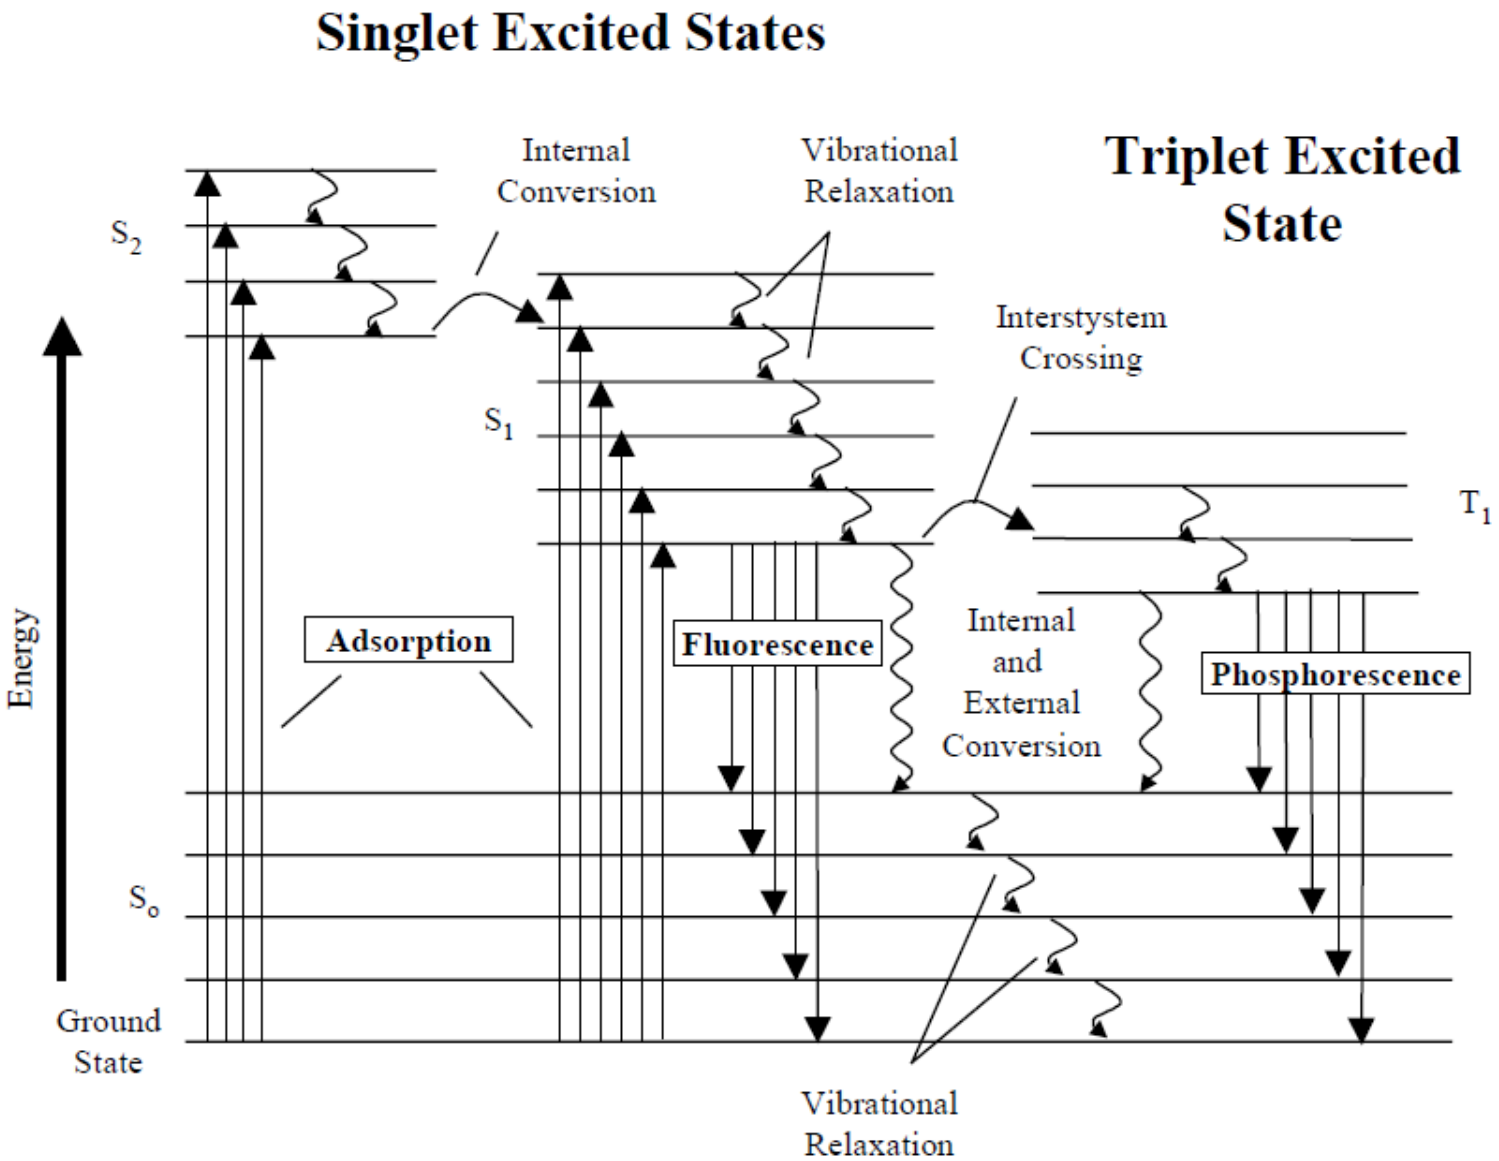 Singlet Excited States
Internal
Conversion
Vibrational
Relaxation
Triplet Excited
State
S2
Interstystem
Crossing
S1
T1
Energy
Adsorption
Fluorescence
Internal
and
External
Conversion
Phosphorescence
So
Ground
State
Vibrational
Relaxation